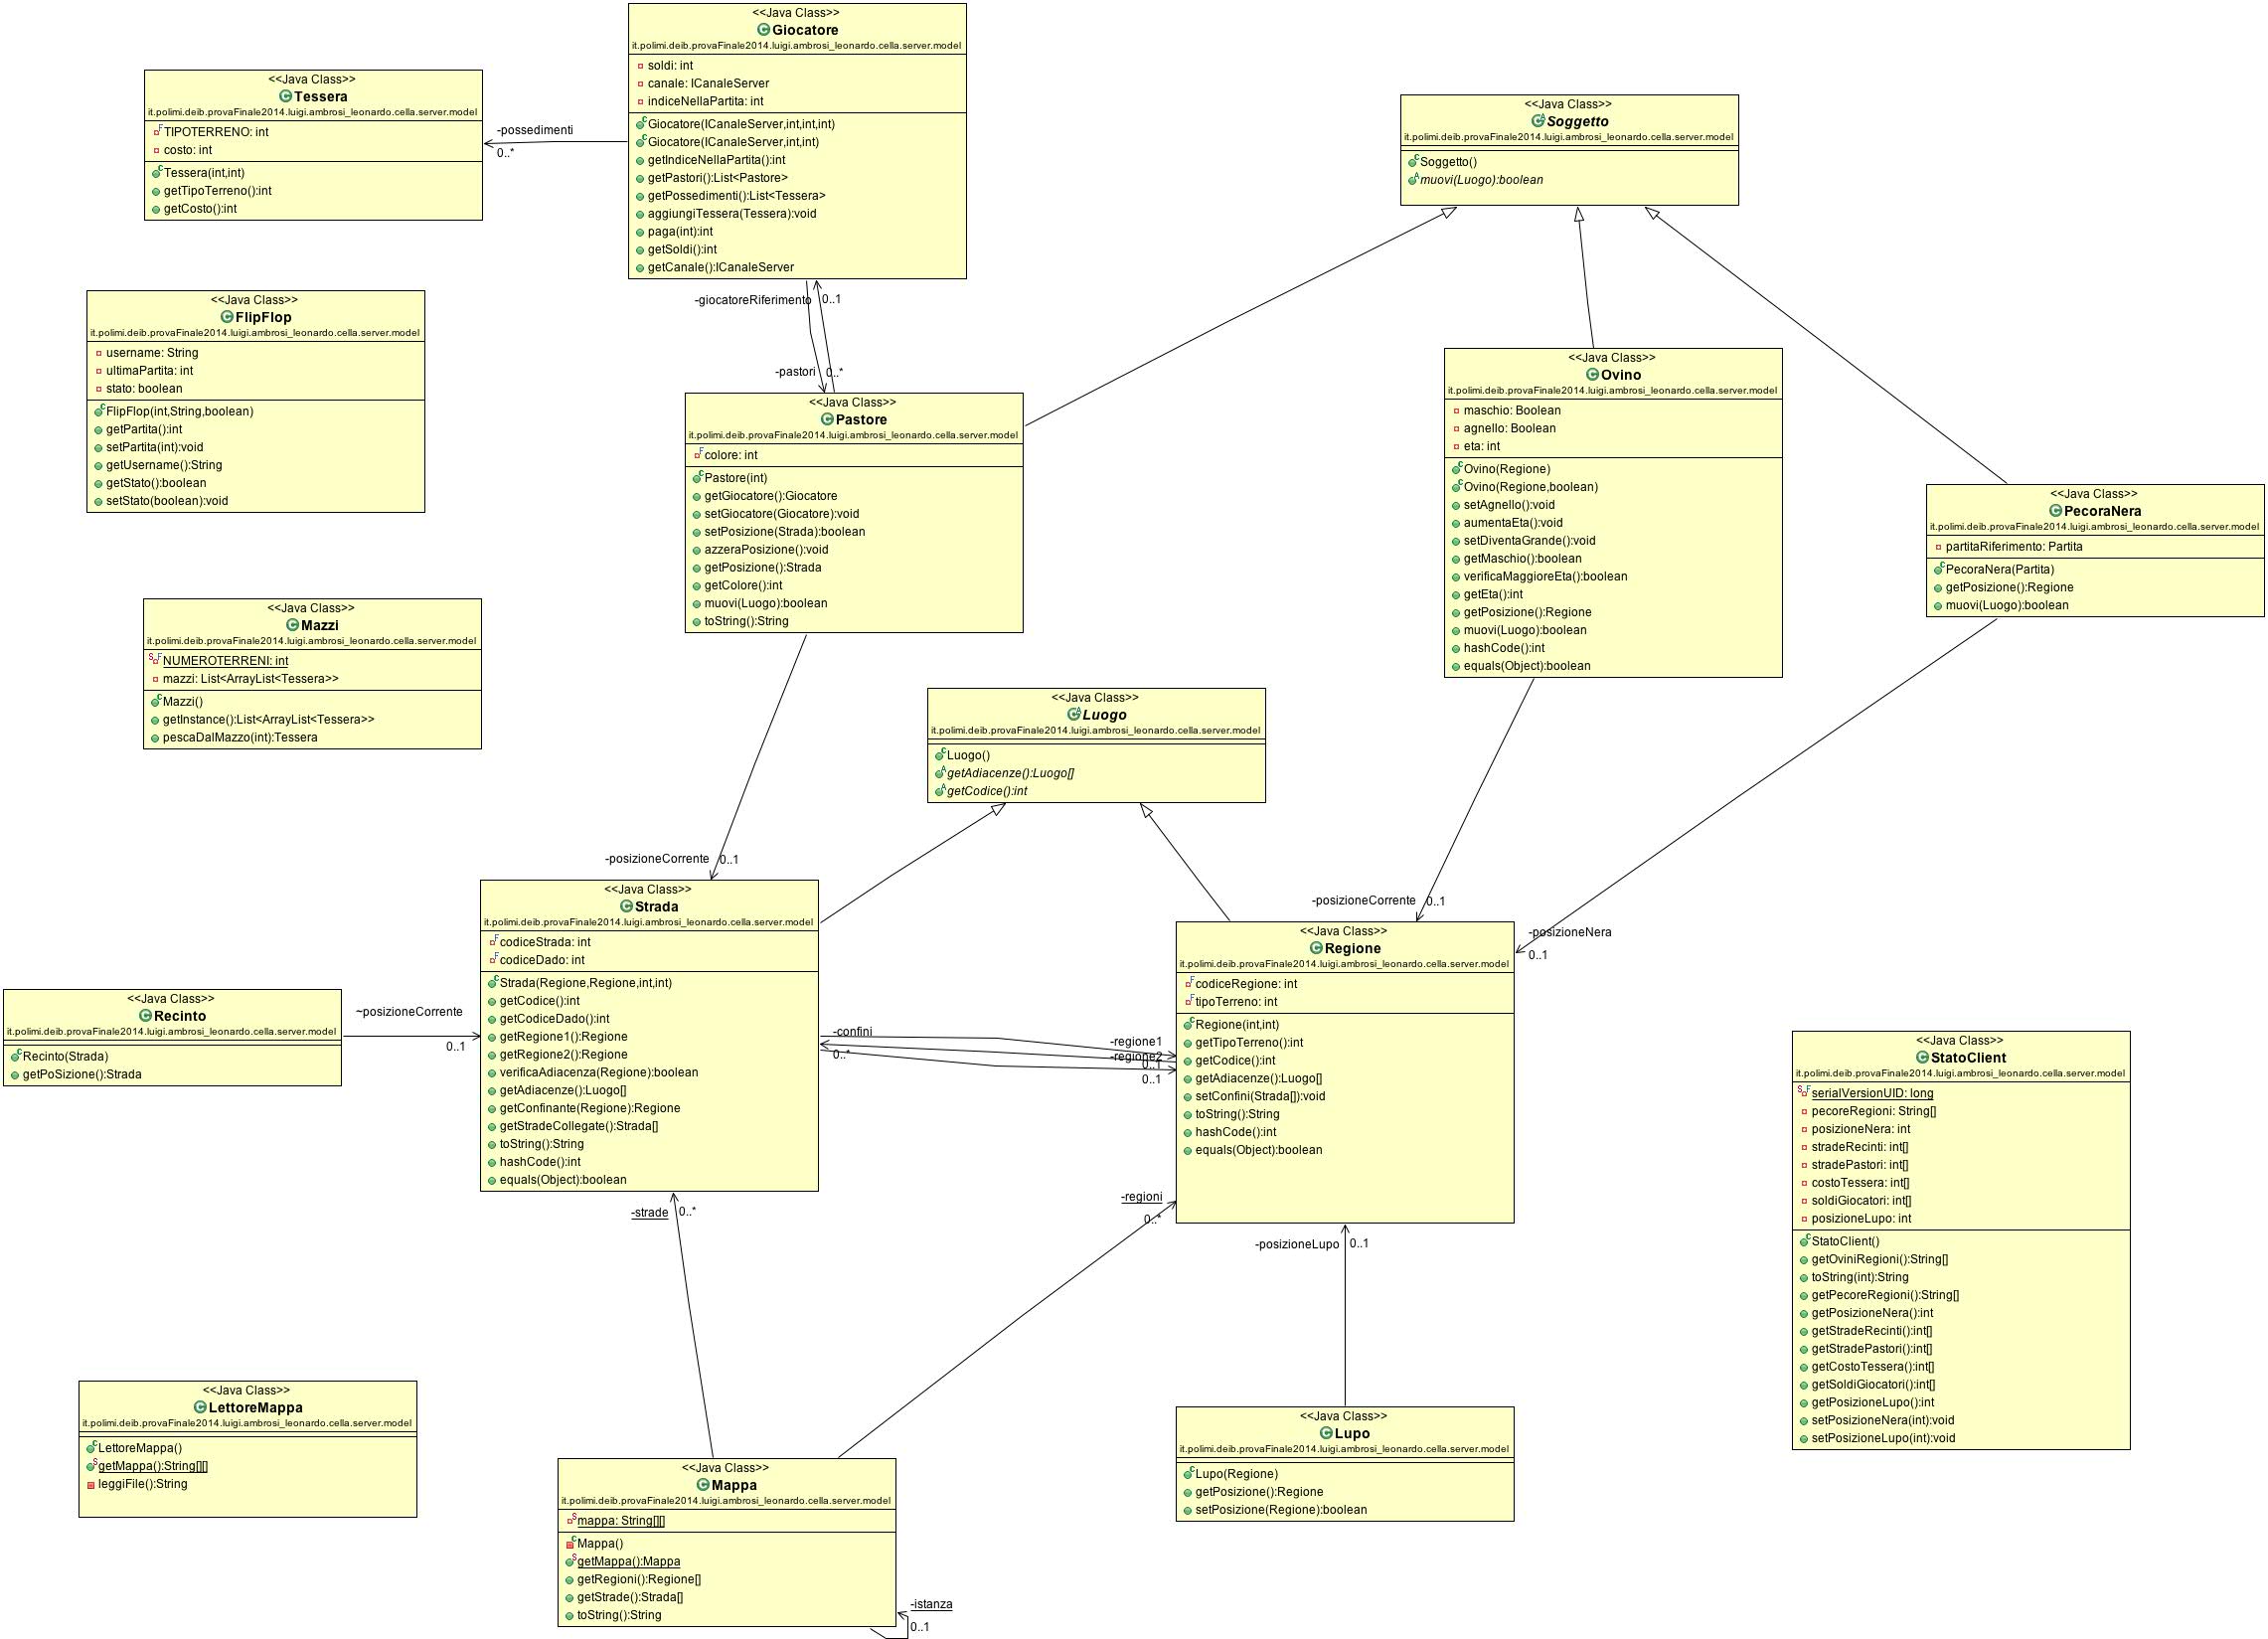 <<Java Class>>
Giocatore
it.polimi.deib.provaFinale2014.luigi.ambrosi_leonardo.cella.server.model
soldi: int
canale: ICanaleServer
indiceNellaPartita: int
Giocatore(ICanaleServer,int,int,int)
Giocatore(ICanaleServer,int,int)
getIndiceNellaPartita():int
getPastori():List<Pastore>
getPossedimenti():List<Tessera>
aggiungiTessera(Tessera):void
paga(int):int
getSoldi():int
getCanale():ICanaleServer
<<Java Class>>
Tessera
it.polimi.deib.provaFinale2014.luigi.ambrosi_leonardo.cella.server.model
TIPOTERRENO: int
costo: int
Tessera(int,int)
getTipoTerreno():int
getCosto():int
-possedimenti
0..*
<<Java Class>>
Soggetto
it.polimi.deib.provaFinale2014.luigi.ambrosi_leonardo.cella.server.model
Soggetto()
muovi(Luogo):boolean
<<Java Class>>
FlipFlop
it.polimi.deib.provaFinale2014.luigi.ambrosi_leonardo.cella.server.model
username: String
ultimaPartita: int
stato: boolean
FlipFlop(int,String,boolean)
getPartita():int
setPartita(int):void
getUsername():String
getStato():boolean
setStato(boolean):void
-giocatoreRiferimento
0..1
-pastori
0..*
<<Java Class>>
Pastore
it.polimi.deib.provaFinale2014.luigi.ambrosi_leonardo.cella.server.model
colore: int
Pastore(int)
getGiocatore():Giocatore
setGiocatore(Giocatore):void
setPosizione(Strada):boolean
azzeraPosizione():void
getPosizione():Strada
getColore():int
muovi(Luogo):boolean
toString():String
<<Java Class>>
Ovino
it.polimi.deib.provaFinale2014.luigi.ambrosi_leonardo.cella.server.model
maschio: Boolean
agnello: Boolean
eta: int
Ovino(Regione)
Ovino(Regione,boolean)
setAgnello():void
aumentaEta():void
setDiventaGrande():void
getMaschio():boolean
verificaMaggioreEta():boolean
getEta():int
getPosizione():Regione
muovi(Luogo):boolean
hashCode():int
equals(Object):boolean
<<Java Class>>
PecoraNera
it.polimi.deib.provaFinale2014.luigi.ambrosi_leonardo.cella.server.model
partitaRiferimento: Partita
PecoraNera(Partita)
getPosizione():Regione
muovi(Luogo):boolean
<<Java Class>>
Mazzi
it.polimi.deib.provaFinale2014.luigi.ambrosi_leonardo.cella.server.model
NUMEROTERRENI: int
mazzi: List<ArrayList<Tessera>>
Mazzi()
getInstance():List<ArrayList<Tessera>>
pescaDalMazzo(int):Tessera
<<Java Class>>
Luogo
it.polimi.deib.provaFinale2014.luigi.ambrosi_leonardo.cella.server.model
Luogo()
getAdiacenze():Luogo[]
getCodice():int
-posizioneCorrente
0..1
<<Java Class>>
Strada
it.polimi.deib.provaFinale2014.luigi.ambrosi_leonardo.cella.server.model
codiceStrada: int
codiceDado: int
Strada(Regione,Regione,int,int)
getCodice():int
getCodiceDado():int
getRegione1():Regione
getRegione2():Regione
verificaAdiacenza(Regione):boolean
getAdiacenze():Luogo[]
getConfinante(Regione):Regione
getStradeCollegate():Strada[]
toString():String
hashCode():int
equals(Object):boolean
-posizioneCorrente
0..1
-posizioneNera
0..1
<<Java Class>>
Regione
it.polimi.deib.provaFinale2014.luigi.ambrosi_leonardo.cella.server.model
codiceRegione: int
tipoTerreno: int
Regione(int,int)
getTipoTerreno():int
getCodice():int
getAdiacenze():Luogo[]
setConfini(Strada[]):void
toString():String
hashCode():int
equals(Object):boolean
<<Java Class>>
Recinto
it.polimi.deib.provaFinale2014.luigi.ambrosi_leonardo.cella.server.model
Recinto(Strada)
getPoSizione():Strada
~posizioneCorrente
0..1
-confini
0..*
-regione1
-regione2
0..1
0..1
<<Java Class>>
StatoClient
it.polimi.deib.provaFinale2014.luigi.ambrosi_leonardo.cella.server.model
serialVersionUID: long
pecoreRegioni: String[]
posizioneNera: int
stradeRecinti: int[]
stradePastori: int[]
costoTessera: int[]
soldiGiocatori: int[]
posizioneLupo: int
StatoClient()
getOviniRegioni():String[]
toString(int):String
getPecoreRegioni():String[]
getPosizioneNera():int
getStradeRecinti():int[]
getStradePastori():int[]
getCostoTessera():int[]
getSoldiGiocatori():int[]
getPosizioneLupo():int
setPosizioneNera(int):void
setPosizioneLupo(int):void
-strade
0..*
-regioni
0..*
-posizioneLupo
0..1
<<Java Class>>
LettoreMappa
it.polimi.deib.provaFinale2014.luigi.ambrosi_leonardo.cella.server.model
LettoreMappa()
getMappa():String[][]
leggiFile():String
<<Java Class>>
Lupo
it.polimi.deib.provaFinale2014.luigi.ambrosi_leonardo.cella.server.model
Lupo(Regione)
getPosizione():Regione
setPosizione(Regione):boolean
<<Java Class>>
Mappa
it.polimi.deib.provaFinale2014.luigi.ambrosi_leonardo.cella.server.model
mappa: String[][]
Mappa()
getMappa():Mappa
getRegioni():Regione[]
getStrade():Strada[]
toString():String
-istanza
0..1